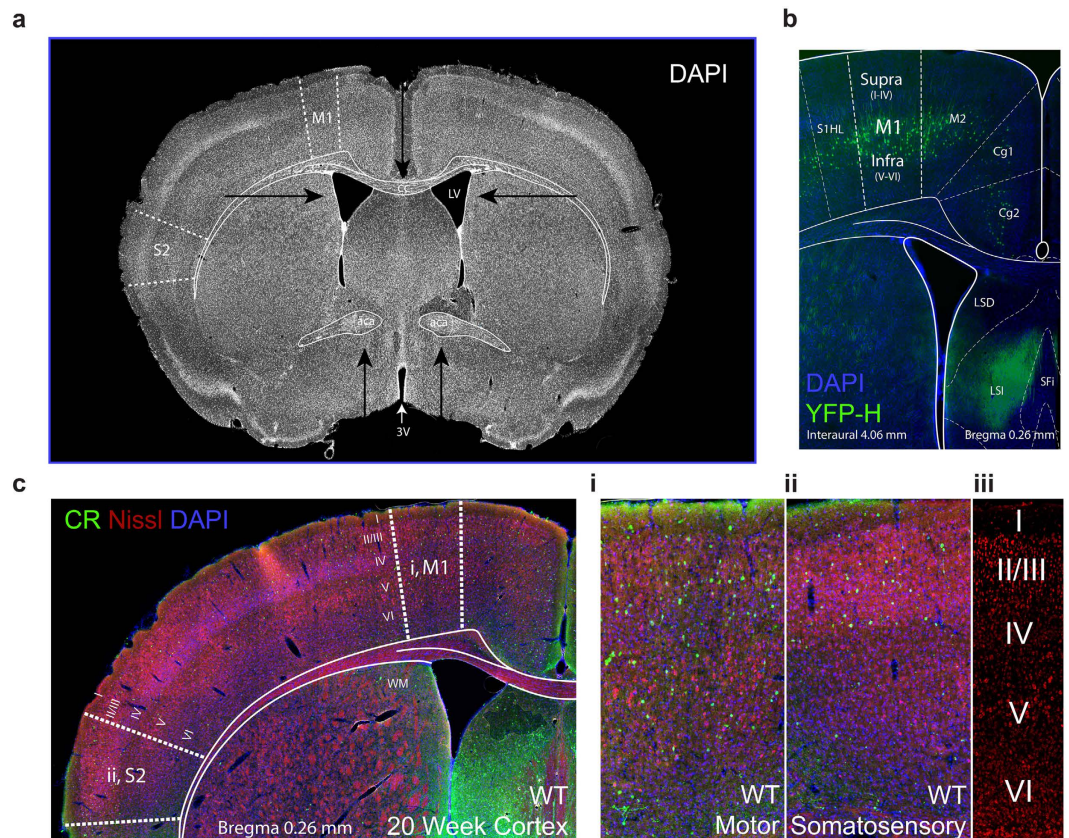 a
DAPI
M1
CC
LV
S2
aca
aca
3V
b
Supra
(I-IV)
S1HL
M1
M2
Infra
(V-VI)
Cg1
Cg2
LSD
DAPI
YFP-H
LSI
SFi
Interaural 4.06 mm
Bregma 0.26 mm
c
CR Nissl DAPI
I
II/III
IV
V
VI
i, M1
I
II/III
IV
V
VI
ii, S2
WM
WT
Bregma 0.26 mm
20 Week Cortex
i
WT
Motor
ii
WT
Somatosensory
iii
I
II/III
IV
V
VI